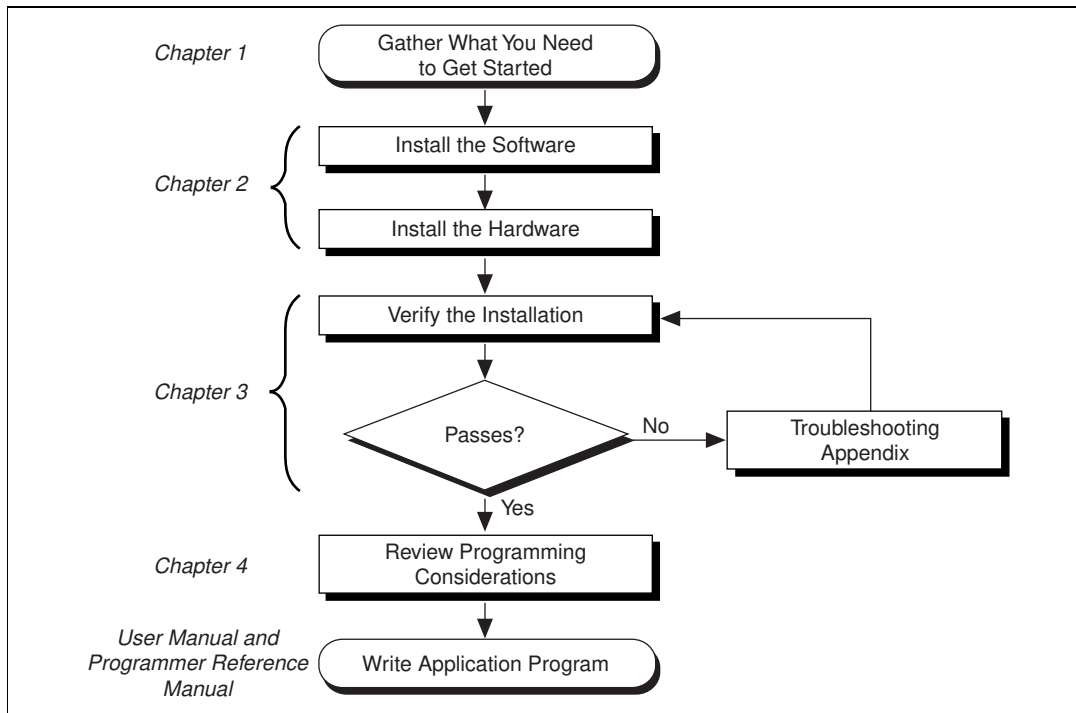 Chapter 1
Gather What You Need
to Get Started
Install the Software
Chapter 2
Install the Hardware
Verify the Installation
Chapter 3
Passes?
No
Troubleshooting
Appendix
Yes
Chapter 4
Review Programming
Considerations
User Manual and
Programmer Reference
Manual
Write Application Program